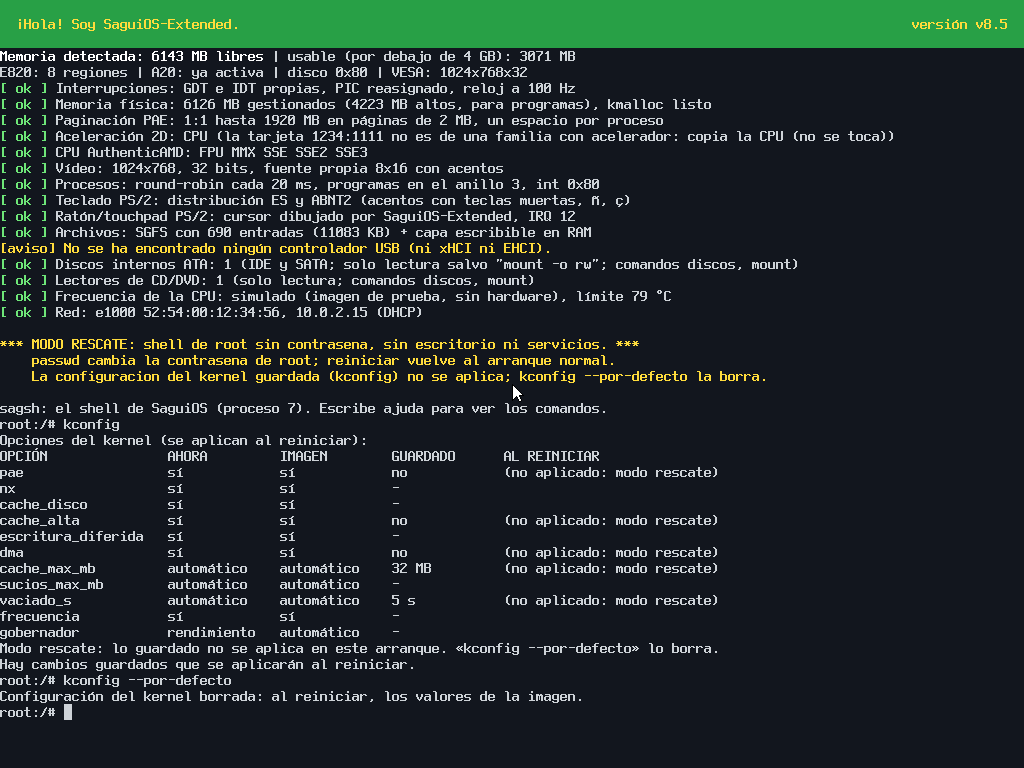 ¡Hola! Soy SaguiOS-Extended. versión v8.5
Memoria detectada: 6143 MB libres | usable (por debajo de 4 GB): 3071 MB
E820: 8 regiones | A20: ya activa | disco 0x80 | VESA: 1024x768x32
[ ok ] Interrupciones: GDT e IDT propias, PIC reasignado, reloj a 100 Hz
[ ok ] Memoria física: 6126 MB gestionados (4223 MB altos, para programas), kmalloc listo
[ ok ] Paginación PAE: 1:1 hasta 1920 MB en páginas de 2 MB, un espacio por proceso
[ ok ] Aceleración 2D: CPU (la tarjeta 1234:1111 no es de una familia con acelerador: copia la CPU (no se toca))
[ ok ] CPU AuthenticAMD: FPU MMX SSE SSE2 SSE3
[ ok ] Vídeo: 1024x768, 32 bits, fuente propia 8x16 con acentos
[ ok ] Procesos: round-robin cada 20 ms, programas en el anillo 3, int 0x80
[ ok ] Teclado PS/2: distribución ES y ABNT2 (acentos con teclas muertas, ñ, ç)
[ ok ] Ratón/touchpad PS/2: cursor dibujado por SaguiOS-Extended, IRQ 12
[ ok ] Archivos: SGFS con 690 entradas (11083 KB) + capa escribible en RAM
[aviso] No se ha encontrado ningún controlador USB (ni xHCI ni EHCI).
[ ok ] Discos internos ATA: 1 (IDE y SATA; solo lectura salvo "mount -o rw"; comandos discos, mount)
[ ok ] Lectores de CD/DVD: 1 (solo lectura; comandos discos, mount)
[ ok ] Frecuencia de la CPU: simulado (imagen de prueba, sin hardware), límite 79 °C
[ ok ] Red: e1000 52:54:00:12:34:56, 10.0.2.15 (DHCP)
*** MODO RESCATE: shell de root sin contrasena, sin escritorio ni servicios. ***
passwd cambia la contrasena de root; reiniciar vuelve al arranque normal.
La configuracion del kernel guardada (kconfig) no se aplica; kconfig --por-defecto la borra.
sagsh: el shell de SaguiOS (proceso 7). Escribe ajuda para ver los comandos.
root:/# kconfig
Opciones del kernel (se aplican al reiniciar):
OPCIÓN AHORA IMAGEN GUARDADO AL REINICIAR
pae sí sí no (no aplicado: modo rescate)
nx sí sí -
cache_disco sí sí -
cache_alta sí sí no (no aplicado: modo rescate)
escritura_diferida sí sí -
dma sí sí no (no aplicado: modo rescate)
cache_max_mb automático automático 32 MB (no aplicado: modo rescate)
sucios_max_mb automático automático -
vaciado_s automático automático 5 s (no aplicado: modo rescate)
frecuencia sí sí -
gobernador rendimiento automático -
Modo rescate: lo guardado no se aplica en este arranque. «kconfig --por-defecto» lo borra.
Hay cambios guardados que se aplicarán al reiniciar.
root:/# kconfig --por-defecto
Configuración del kernel borrada: al reiniciar, los valores de la imagen.
root:/#